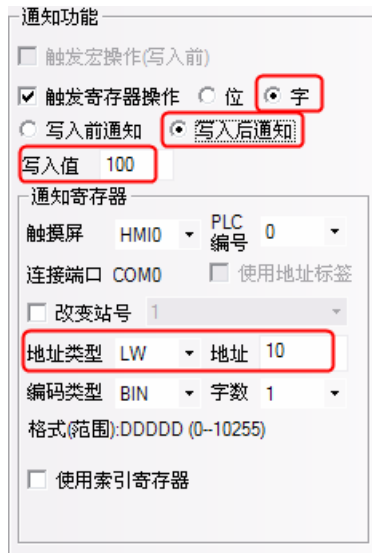 通知功能
触发宏操作(写入前)
触发寄存器操作 位 字
写入前通知 写入后通知
写入值 100
通知寄存器
触摸屏 HMI0 PLC编号 0
连接端口 COM0 使用地址标签
改变站号 1
地址类型 LW 地址 10
编码类型 BIN 字数 1
格式(范围):DDDDD (0--10255)
使用索引寄存器